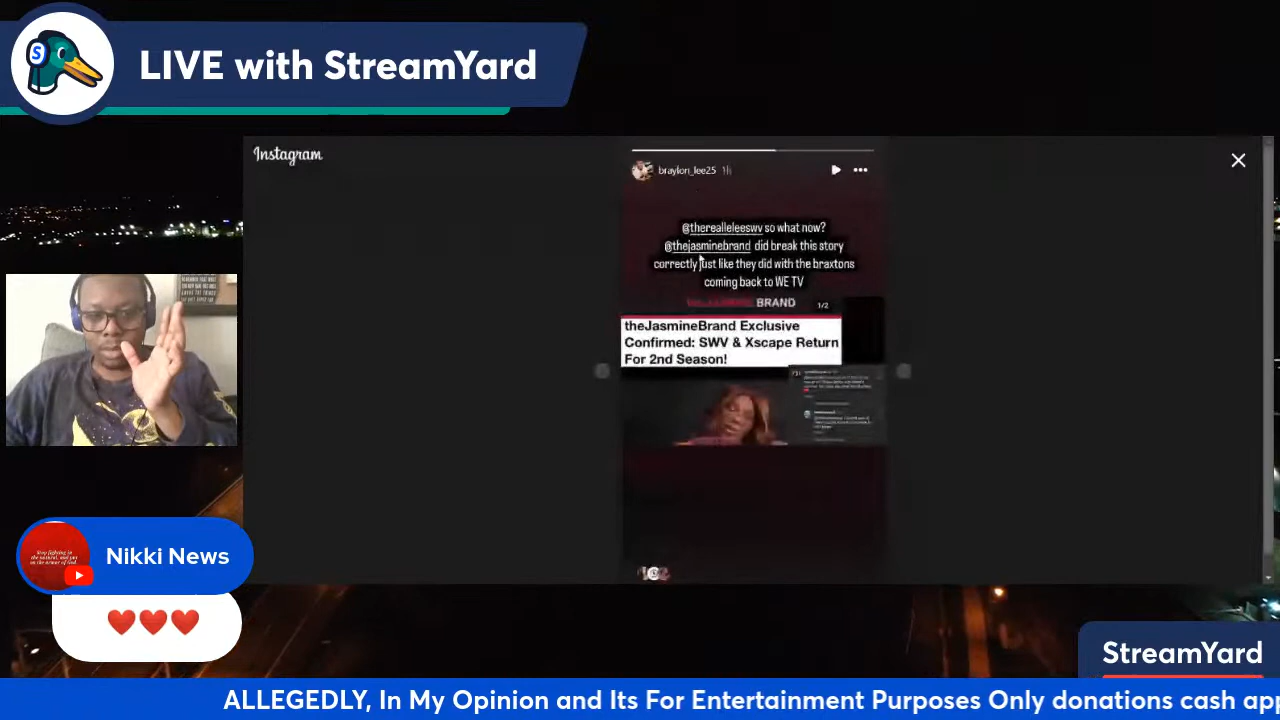 LIVE with StreamYard
Instagram
braylon_lee25 1h
@therealleleeswv so what now?
@thejasminebrand did break this story
correctly just like they did with the braxtons
coming back to WE TV
BRAND
1/2
theJasmineBrand Exclusive
Confirmed: SWV & Xscape Return
For 2nd Season!
Nikki News
StreamYard
ALLEGEDLY, In My Opinion and Its For Entertainment Purposes Only donations cash app